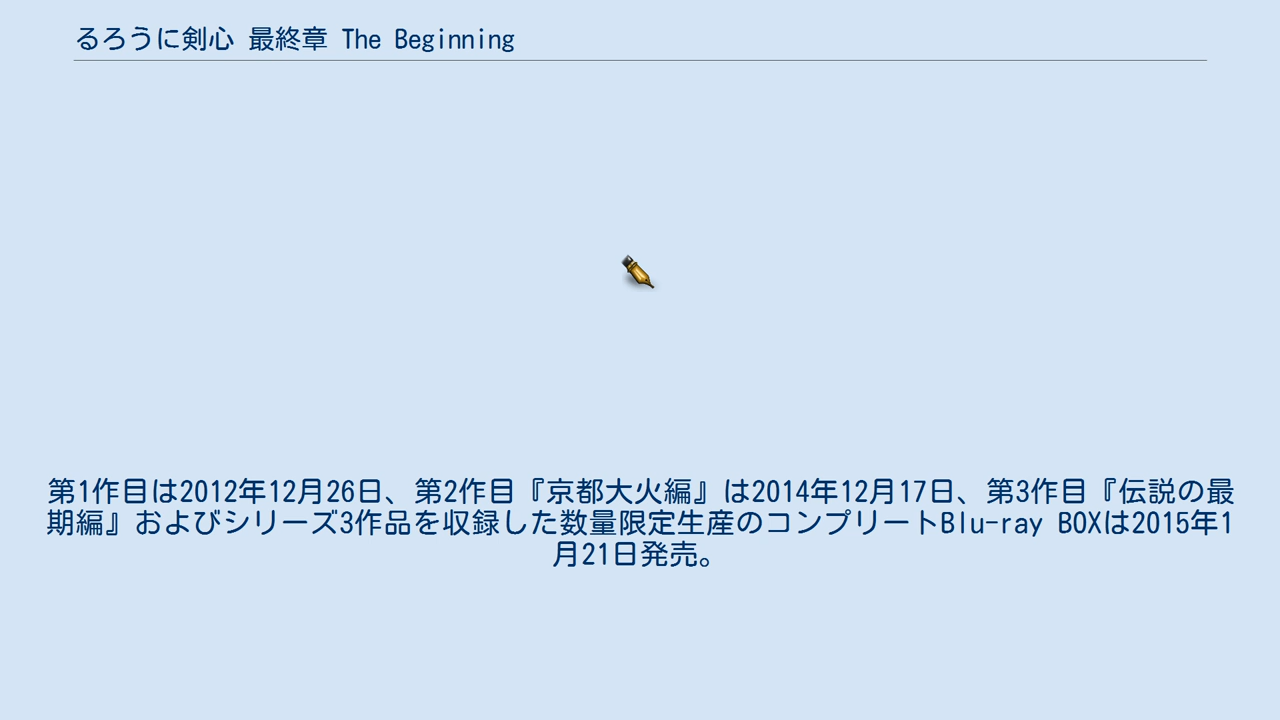 るろうに剣心 最終章 The Beginning
第1作目は2012年12月26日、第2作目『京都大火編』は2014年12月17日、第3作目『伝説の最
期編』およびシリーズ3作品を収録した数量限定生産のコンプリートBlu-ray BOXは2015年1
月21日発売。